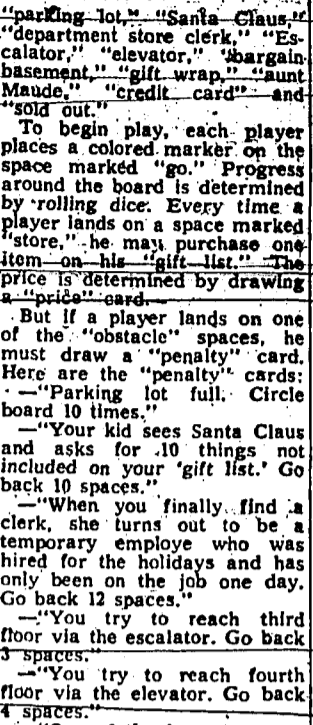 "parking lot," "Santa Claus,"
"department store clerk," "Es-
calator," "elevator," "bargain
basement," "gift wrap," "aunt
Maude," "credit card" and
"sold out."
To begin play, each player
places a colored marker on the
space marked "go." Progress
around the board is determined
by rolling dice. Every time a
player lands on a space marked
"store," he may purchase one
item on his "gift list." The
price is determined by drawing
a "price" card.
But if a player lands on one
of the "obstacle" spaces, he
must draw a "penalty" card.
Here are the "penalty" cards:
—"Parking lot full. Circle
board 10 times."
—"Your kid sees Santa Claus
and asks for 10 things not
included on your 'gift list.' Go
back 10 spaces."
—"When you finally find a
clerk, she turns out to be a
temporary employe who was
hired for the holidays and has
only been on the job one day.
Go back 12 spaces."
—"You try to reach third
floor via the escalator. Go back
3 spaces."
—"You try to reach fourth
floor via the elevator. Go back
4 spaces."